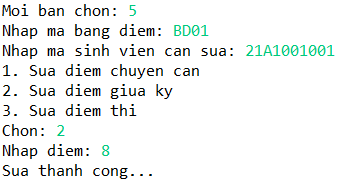 Moi ban chon: 5
Nhap ma bang diem: BD01
Nhap ma sinh vien can sua: 21A1001001
1. Sua diem chuyen can
2. Sua diem giua ky
3. Sua diem thi
Chon: 2
Nhap diem: 8
Sua thanh cong...